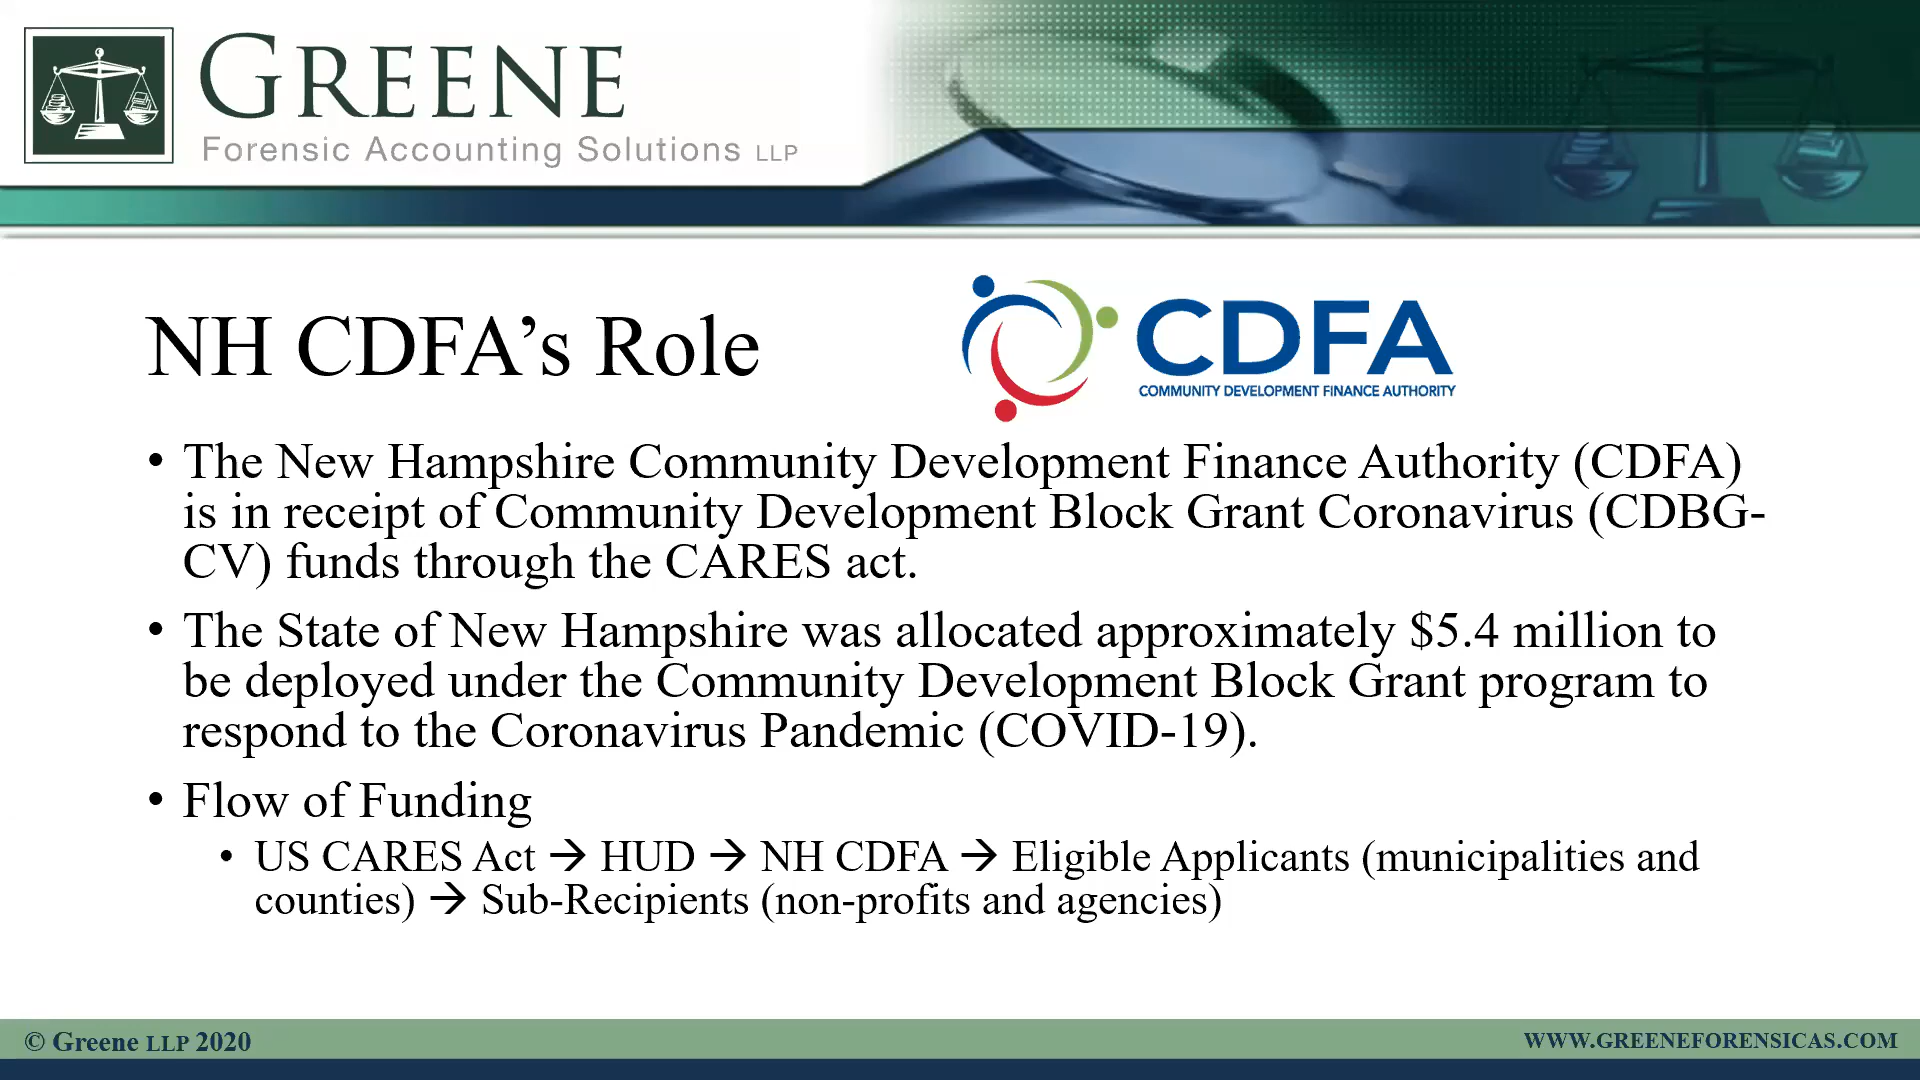 GREENE
Forensic Accounting Solutions LLP
NH CDFA’s Role
CDFA
COMMUNITY DEVELOPMENT FINANCE AUTHORITY
• The New Hampshire Community Development Finance Authority (CDFA)
is in receipt of Community Development Block Grant Coronavirus (CDBG-
CV) funds through the CARES act.
• The State of New Hampshire was allocated approximately $5.4 million to
be deployed under the Community Development Block Grant program to
respond to the Coronavirus Pandemic (COVID-19).
• Flow of Funding
• US CARES Act → HUD → NH CDFA → Eligible Applicants (municipalities and
counties) → Sub-Recipients (non-profits and agencies)
© Greene LLP 2020
WWW.GREENEFORENSICAS.COM